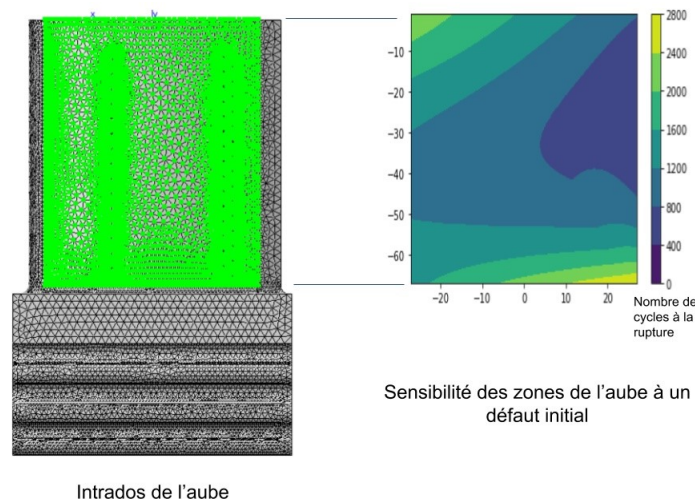 x
y
2800
2400
2000
1600
1200
800
400
0
−10
−20
−30
−40
−50
−60
−20
−10
0
10
20
Nombre de
cycles à la
rupture
Sensibilité des zones de l'aube à un
défaut initial
Intrados de l'aube